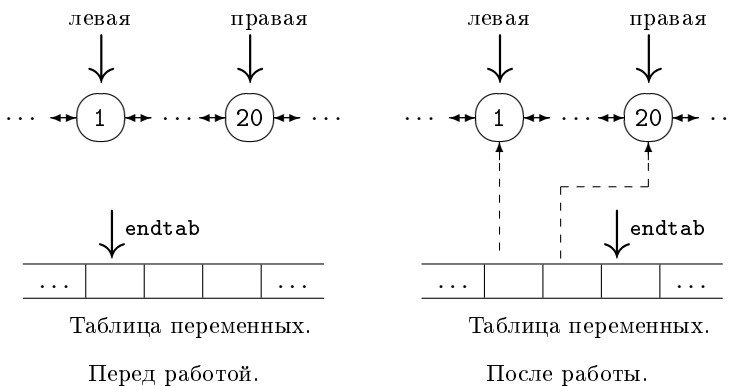 левая правая левая правая
... 1 ... 20 ... ... 1 ... 20 ..
endtab endtab
... ... ... ...
Таблица переменных. Таблица переменных.
Перед работой. После работы.